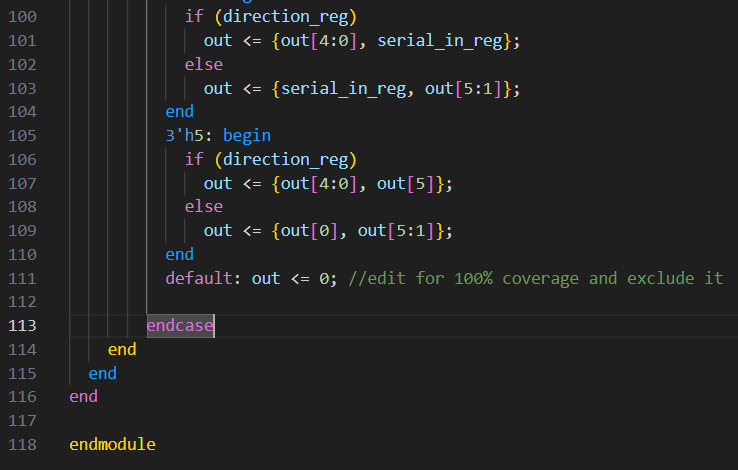 100 if (direction_reg)
101 out <= {out[4:0], serial_in_reg};
102 else
103 out <= {serial_in_reg, out[5:1]};
104 end
105 3'h5: begin
106 if (direction_reg)
107 out <= {out[4:0], out[5]};
108 else
109 out <= {out[0], out[5:1]};
110 end
111 default: out <= 0; //edit for 100% coverage and exclude it
112
113 endcase
114 end
115 end
116 end
117
118 endmodule